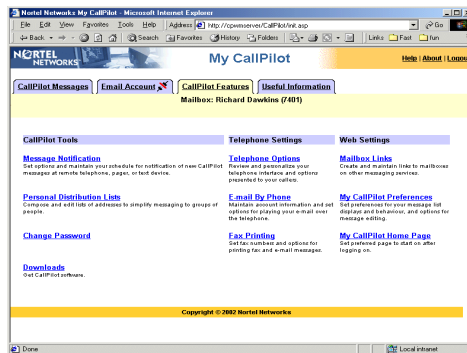 Nortel Networks My CallPilot - Microsoft Internet Explorer
File Edit View Favorites Tools Help Address http://cpwmserver/CallPilot/init.asp Go
Back Search Favorites History Folders Links Fast fun
NORTEL NETWORKS
My CallPilot
Help | About | Logout
CallPilot Messages Email Account CallPilot Features Useful Information
Mailbox: Richard Dawkins (7401)
CallPilot Tools Telephone Settings Web Settings
Message Notification
Set options and maintain your schedule for notification of new CallPilot
messages at remote telephone, pager, or text device.
Telephone Options
Review and personalize your
telephone interface and options
presented to your callers.
Mailbox Links
Create and maintain links to mailboxes
on other messaging services.
Personal Distribution Lists
Compose and edit lists of addresses to simplify messaging to groups of
people.
E-mail By Phone
Maintain account information and set
options for playing your e-mail over
the telephone.
My CallPilot Preferences
Set preferences for your message list
displays and behaviour, and options for
message editing.
Change Password
Fax Printing
Set fax numbers and options for
printing fax and e-mail messages.
My CallPilot Home Page
Set preferred page to start on after
logging on.
Downloads
Get CallPilot software.
Copyright © 2002 Nortel Networks
Done Local intranet